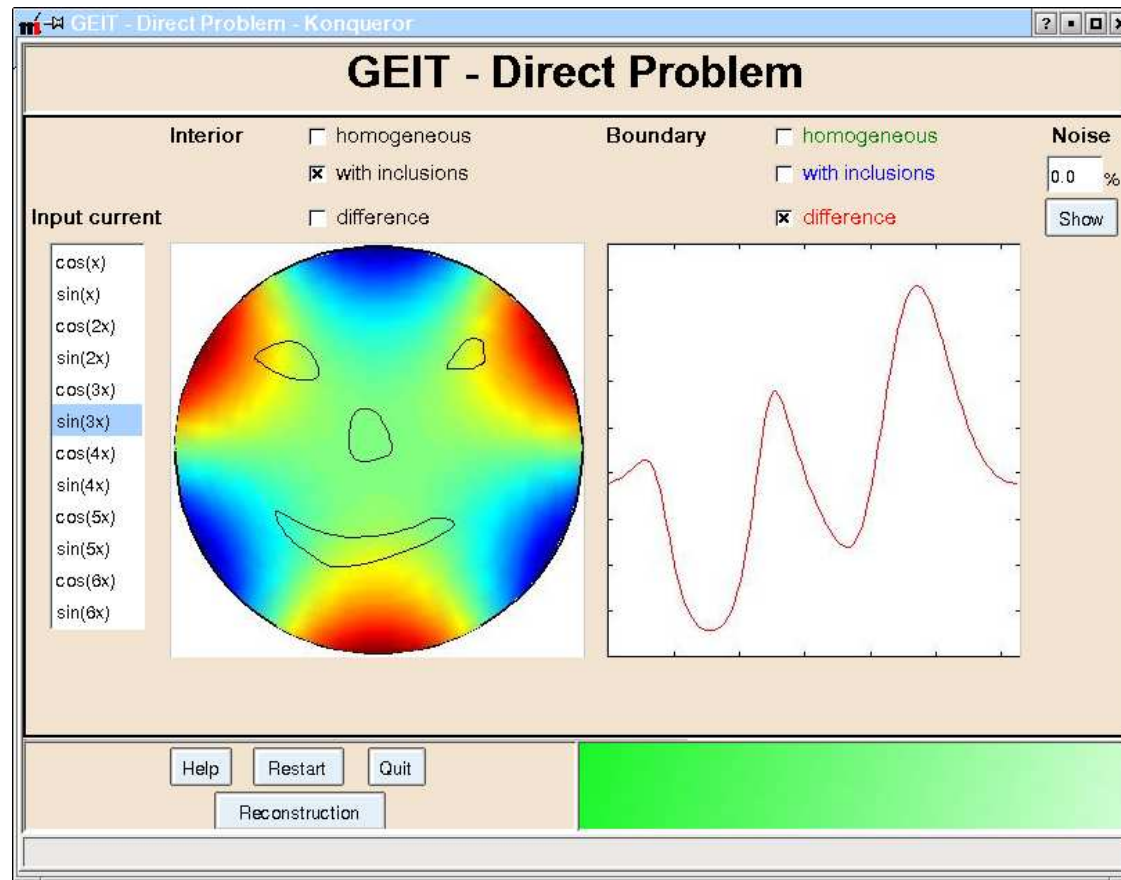 GEIT - Direct Problem - Konqueror
GEIT - Direct Problem
Interior
homogeneous
with inclusions
difference
Boundary
homogeneous
with inclusions
difference
Noise
0.0 %
Show
Input current
cos(x)
sin(x)
cos(2x)
sin(2x)
cos(3x)
sin(3x)
cos(4x)
sin(4x)
cos(5x)
sin(5x)
cos(6x)
sin(6x)
Help Restart Quit
Reconstruction